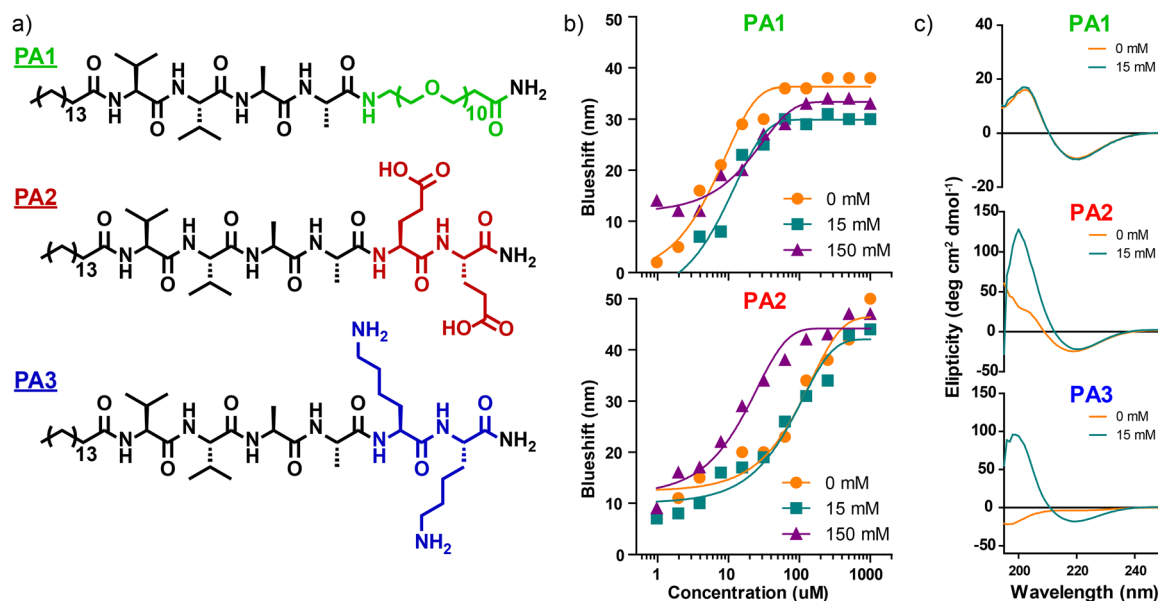 a)
PA1
13
O
N
H
O
H
N
N
H
O
H
N
O
N
H
O
10
O
NH₂
PA2
13
O
N
H
O
H
N
N
H
O
H
N
O
N
H
HO
O
O
H
N
O
NH₂
HO
O
PA3
13
O
N
H
O
H
N
N
H
O
H
N
O
N
H
NH₂
O
H
N
O
NH₂
NH₂
b)
PA1
Blueshift (nm)
50
40
30
20
10
0
0 mM
15 mM
150 mM
PA2
Blueshift (nm)
50
40
30
20
10
0
0 mM
15 mM
150 mM
1
10
100
1000
Concentration (uM)
c)
PA1
40
20
0
20
0 mM
15 mM
PA2
150
100
50
0
-50
0 mM
15 mM
PA3
100
50
0
-50
0 mM
15 mM
Elipticity (deg cm² dmol⁻¹)
200
220
240
Wavelength (nm)